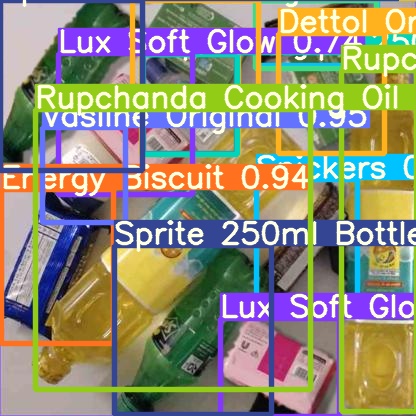 Dettol Or
Lux Soft Glow 0.74
Rupc
Rupchanda Cooking Oil
Vasiline Original 0.95
Snickers 0
Energy Biscuit 0.94
Sprite 250ml Bottle
Lux Soft Glo